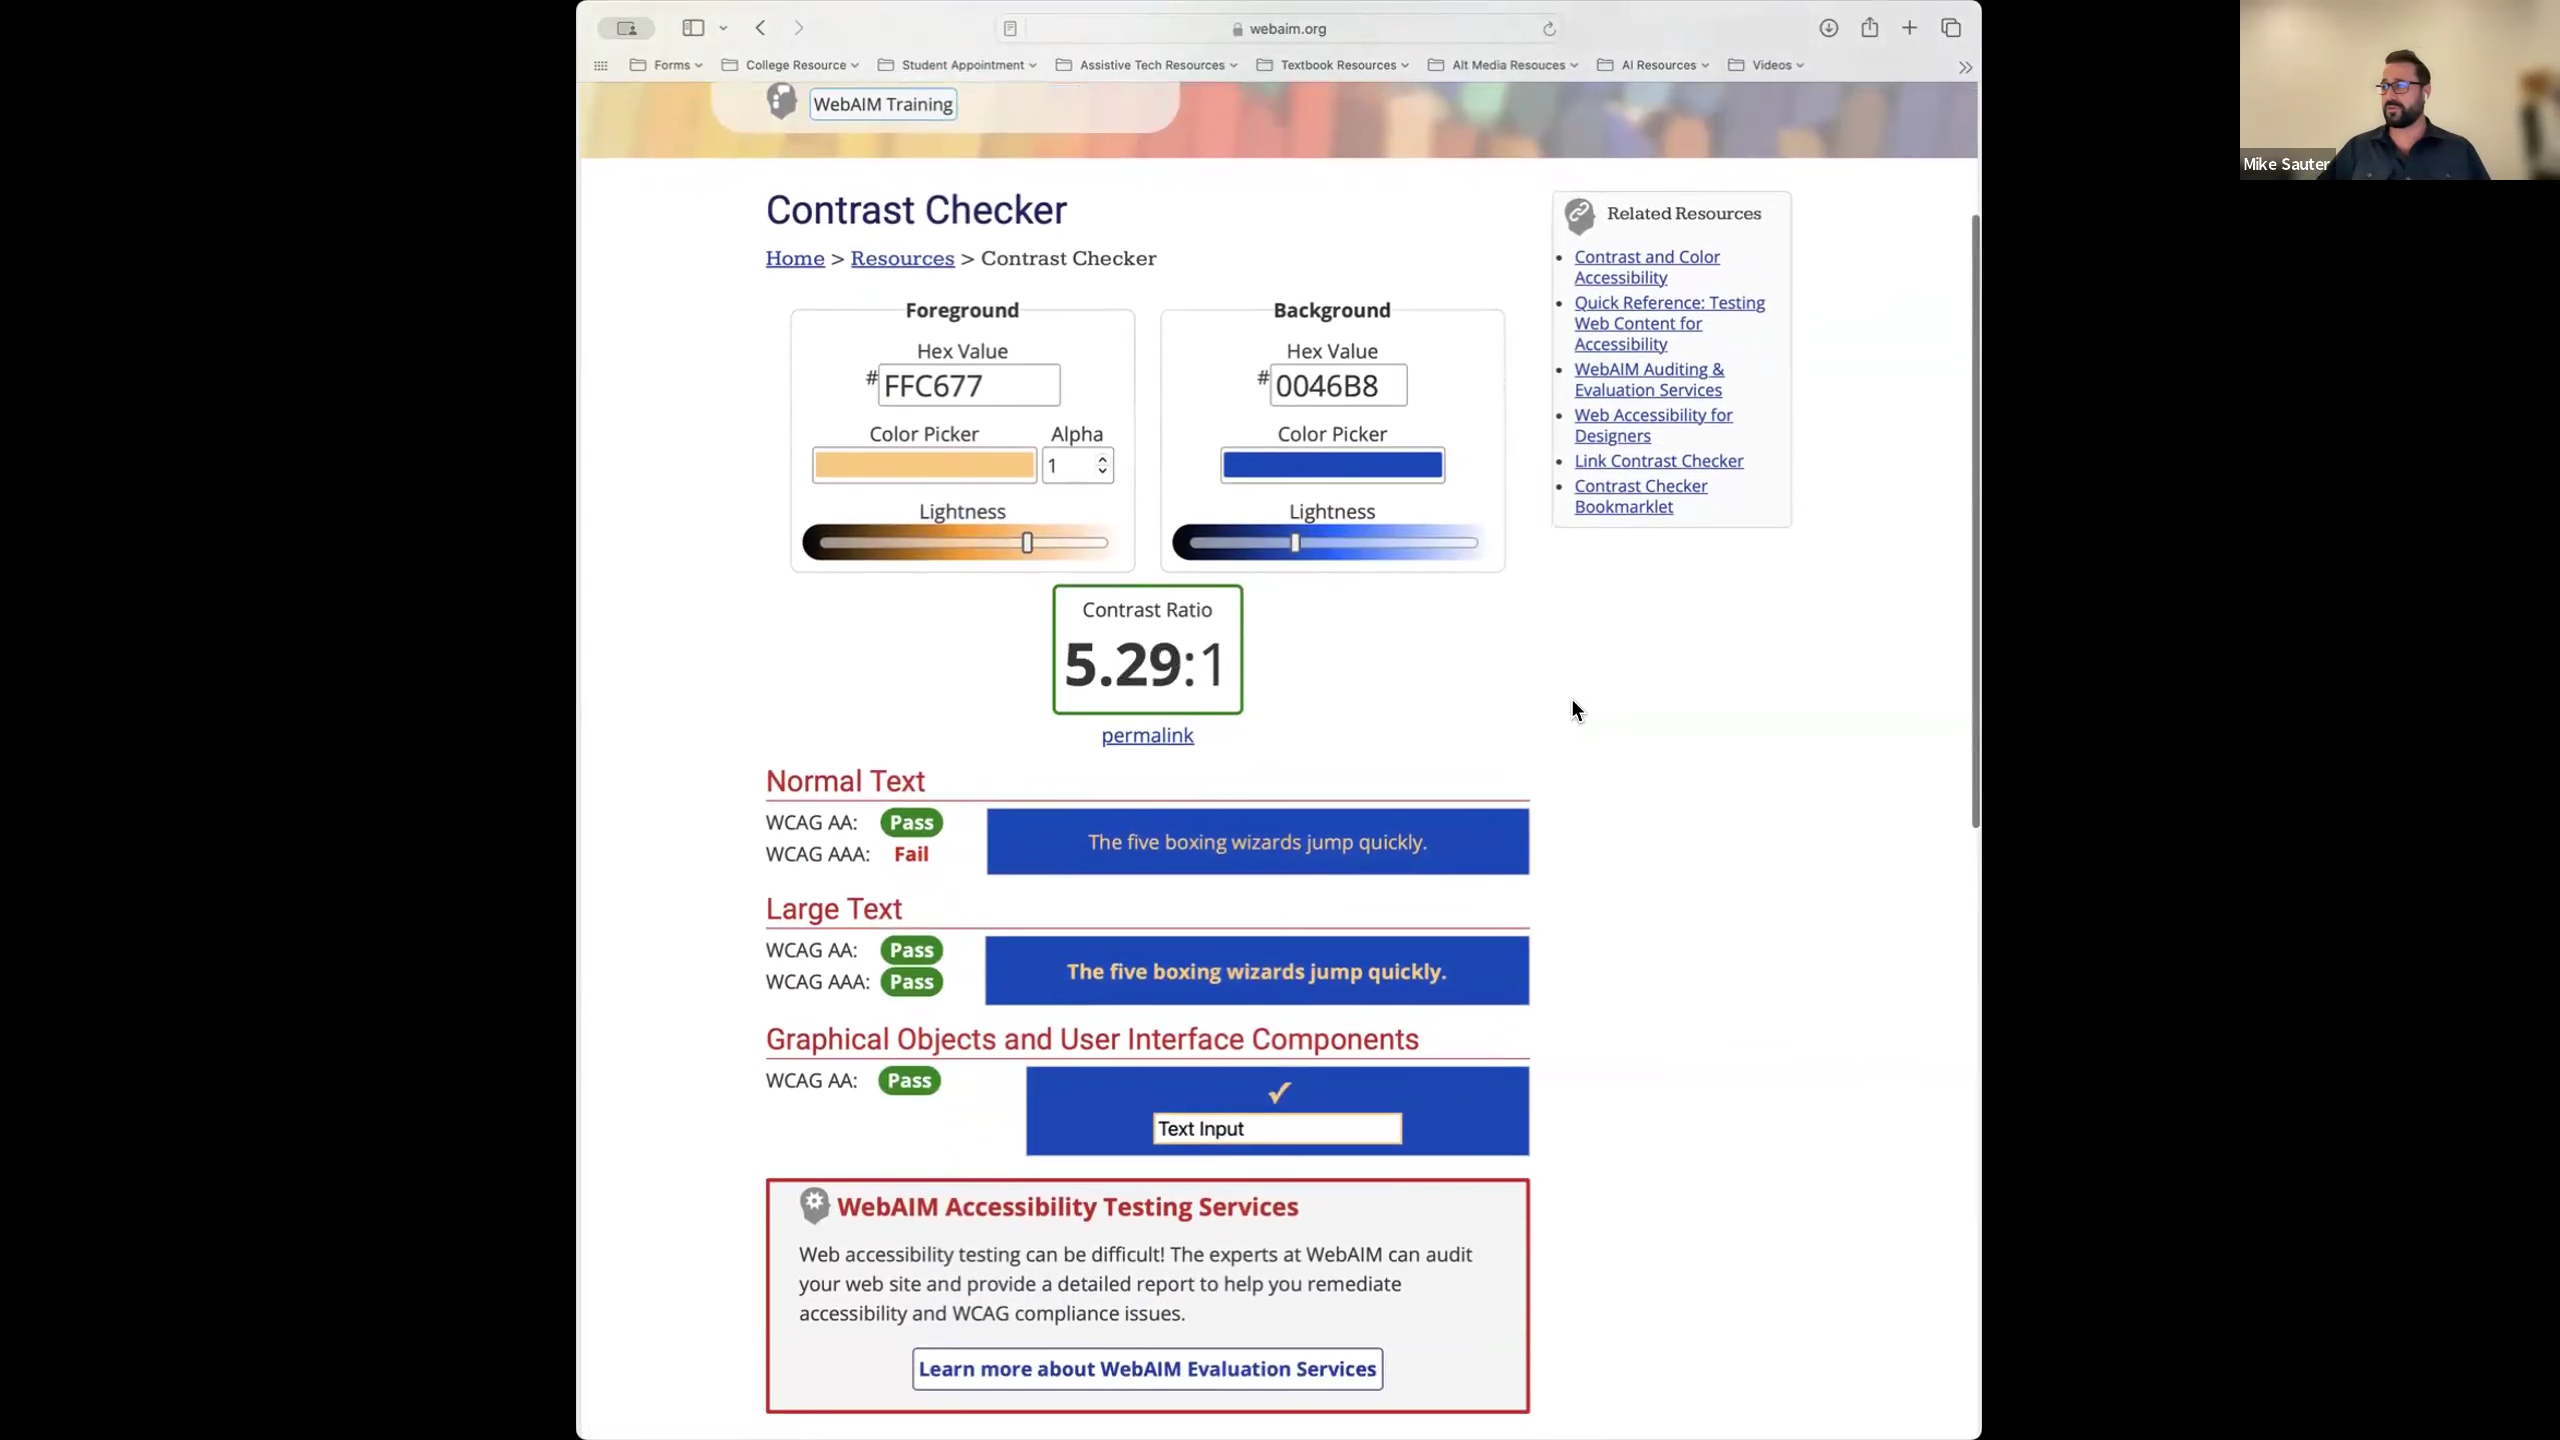 webaim.org
Forms
College Resource
Student Appointment
Assistive Tech Resources
Textbook Resources
Alt Media Resouces
AI Resources
Videos
WebAIM Training
Mike Sauter
Contrast Checker
Home > Resources > Contrast Checker
Foreground
Hex Value
# FFC677
Color Picker
Alpha
1
Lightness
Background
Hex Value
# 0046B8
Color Picker
Lightness
Contrast Ratio
5.29:1
permalink
Related Resources
Contrast and Color
Accessibility
Quick Reference: Testing
Web Content for
Accessibility
WebAIM Auditing &
Evaluation Services
Web Accessibility for
Designers
Link Contrast Checker
Contrast Checker
Bookmarklet
Normal Text
WCAG AA: Pass
WCAG AAA: Fail
The five boxing wizards jump quickly.
Large Text
WCAG AA: Pass
WCAG AAA: Pass
The five boxing wizards jump quickly.
Graphical Objects and User Interface Components
WCAG AA: Pass
✓
Text Input
WebAIM Accessibility Testing Services
Web accessibility testing can be difficult! The experts at WebAIM can audit
your web site and provide a detailed report to help you remediate
accessibility and WCAG compliance issues.
Learn more about WebAIM Evaluation Services